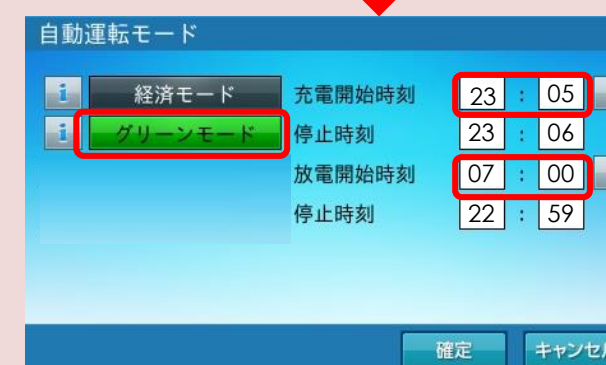 自動運転モード
i 経済モード 充電開始時刻 23 : 05
i グリーンモード 停止時刻 23 : 06
放電開始時刻 07 : 00
停止時刻 22 : 59
確定 キャンセル